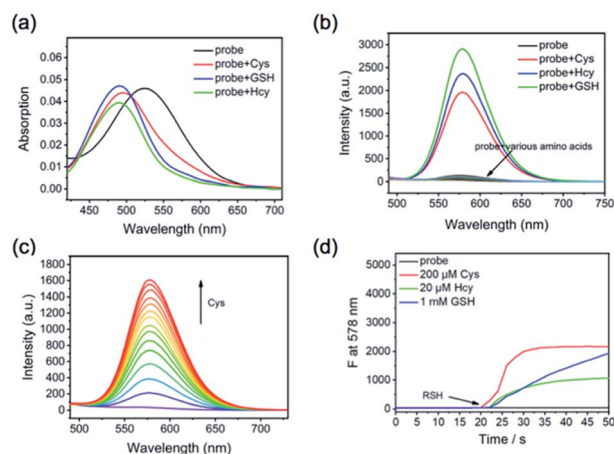 (a)
probe
probe+Cys
probe+GSH
probe+Hcy
0.06
0.05
0.04
0.03
0.02
0.01
0.00
Absorption
450 500 550 600 650 700
Wavelength (nm)
(b)
probe
probe+Cys
probe+Hcy
probe+GSH
probe+various amino acids
3000
2500
2000
1500
1000
500
0
Intensity (a.u.)
500 550 600 650 700 750
Wavelength (nm)
(c)
Cys
1800
1600
1400
1200
1000
800
600
400
200
0
Intensity (a.u.)
500 550 600 650 700
Wavelength (nm)
(d)
probe
200 μM Cys
20 μM Hcy
1 mM GSH
RSH
5000
4000
3000
2000
1000
0
F at 578 nm
0 5 10 15 20 25 30 35 40 45 50
Time / s